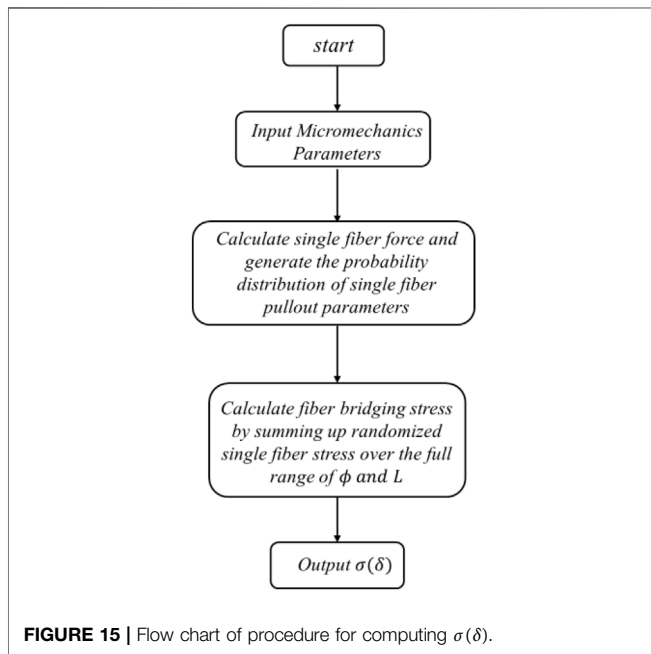 start
Input Micromechanics
Parameters
Calculate single fiber force and
generate the probability
distribution of single fiber
pullout parameters
Calculate fiber bridging stress
by summing up randomized
single fiber stress over the full
range of ϕ and L
Output σ(δ)
FIGURE 15 | Flow chart of procedure for computing σ(δ).